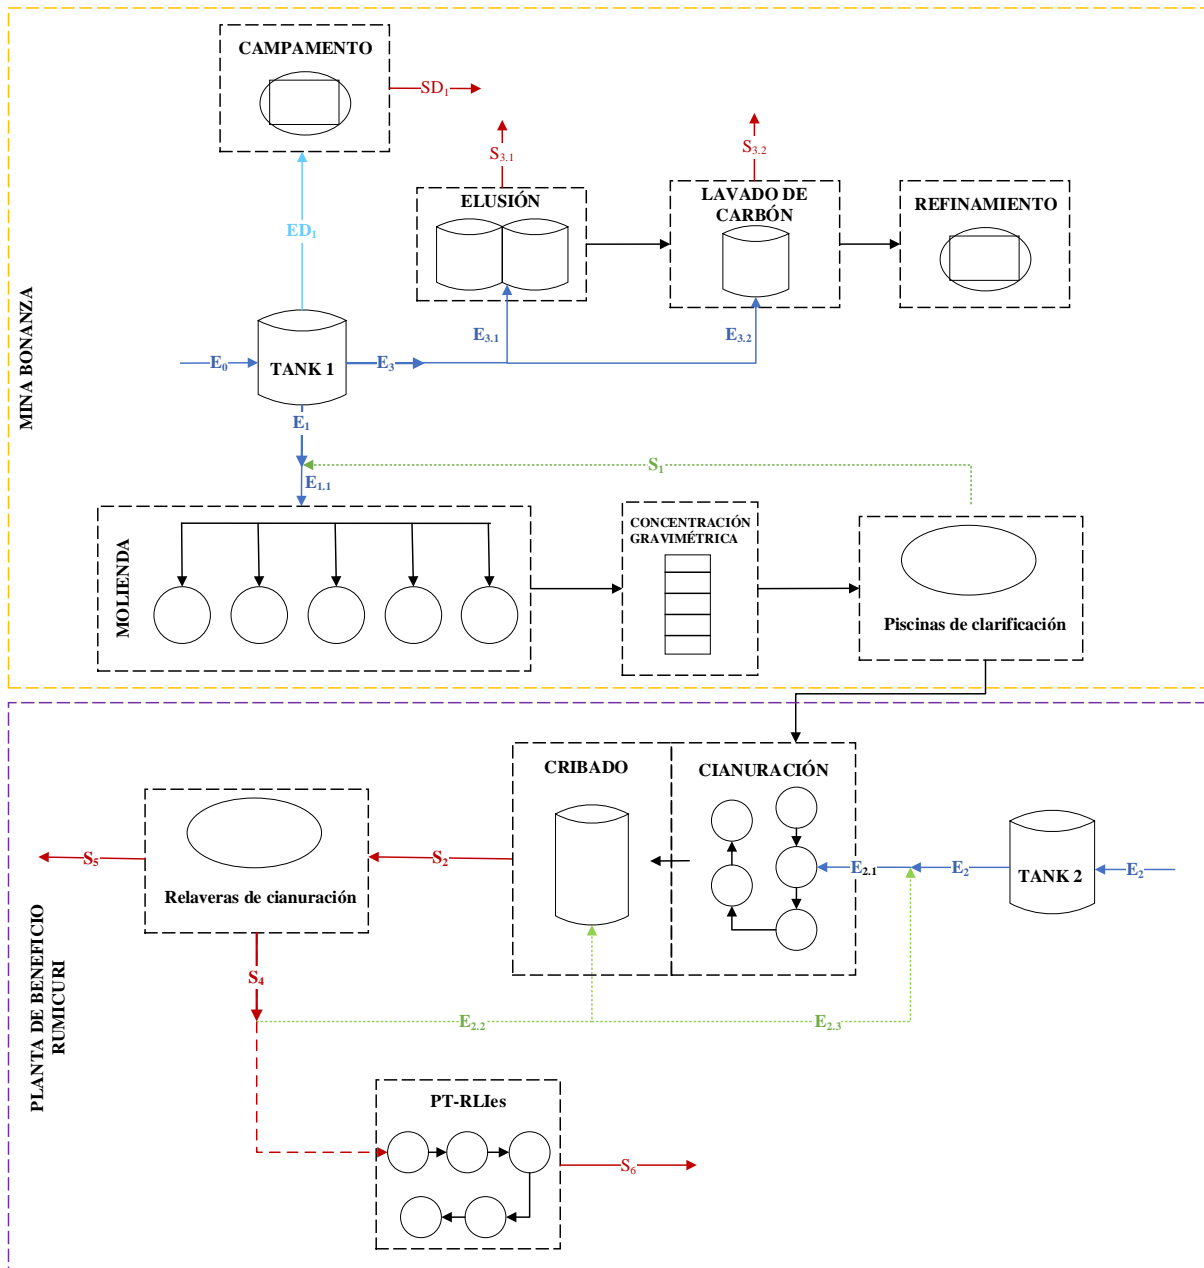 CAMPAMENTO
SD₁
S₃.₁
S₃.₂
ELUSIÓN
LAVADO DE
CARBÓN
REFINAMIENTO
ED₁
E₃.₁
E₃.₂
E₀
TANK 1
E₃
MINA BONANZA
E₁
S₁
E₁.₁
MOLIENDA
CONCENTRACIÓN
GRAVIMÉTRICA
Piscinas de clarificación
CRIBADO
CIANURACIÓN
S₅
S₂
E₂.₁
E₂
TANK 2
E₂
Relaveras de cianuración
S₄
E₂.₂
E₂.₃
PLANTA DE BENEFICIO
RUMICURI
PT-RLIes
S₆